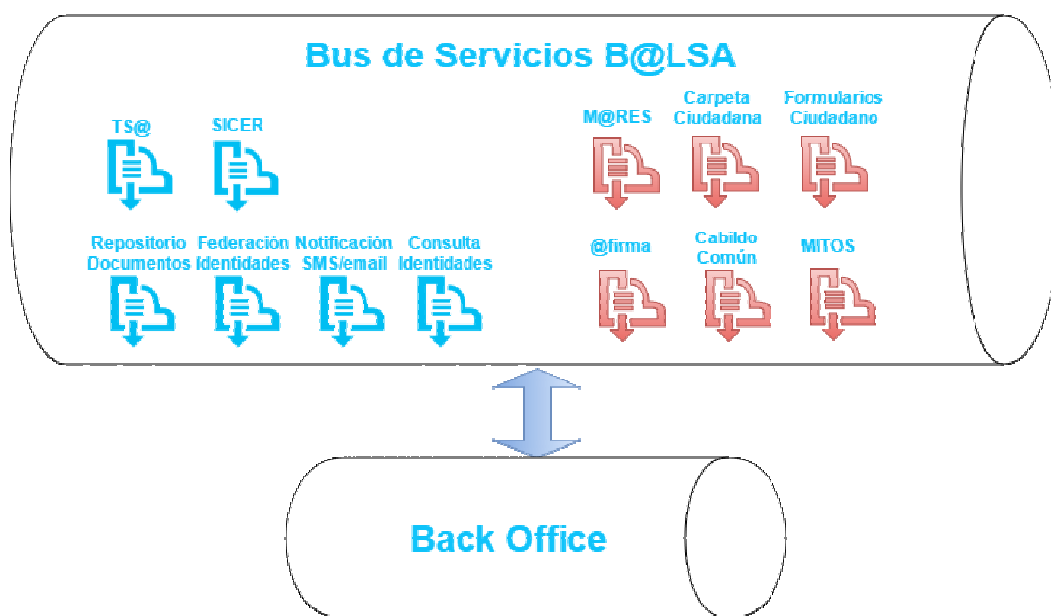 Bus de Servicios B@LSA
TS@
SICER
M@RES
Carpeta
Ciudadana
Formularios
Ciudadano
Repositorio
Documentos
Federación
Identidades
Notificación
SMS/email
Consulta
Identidades
@firma
Cabildo
Común
MITOS
Back Office